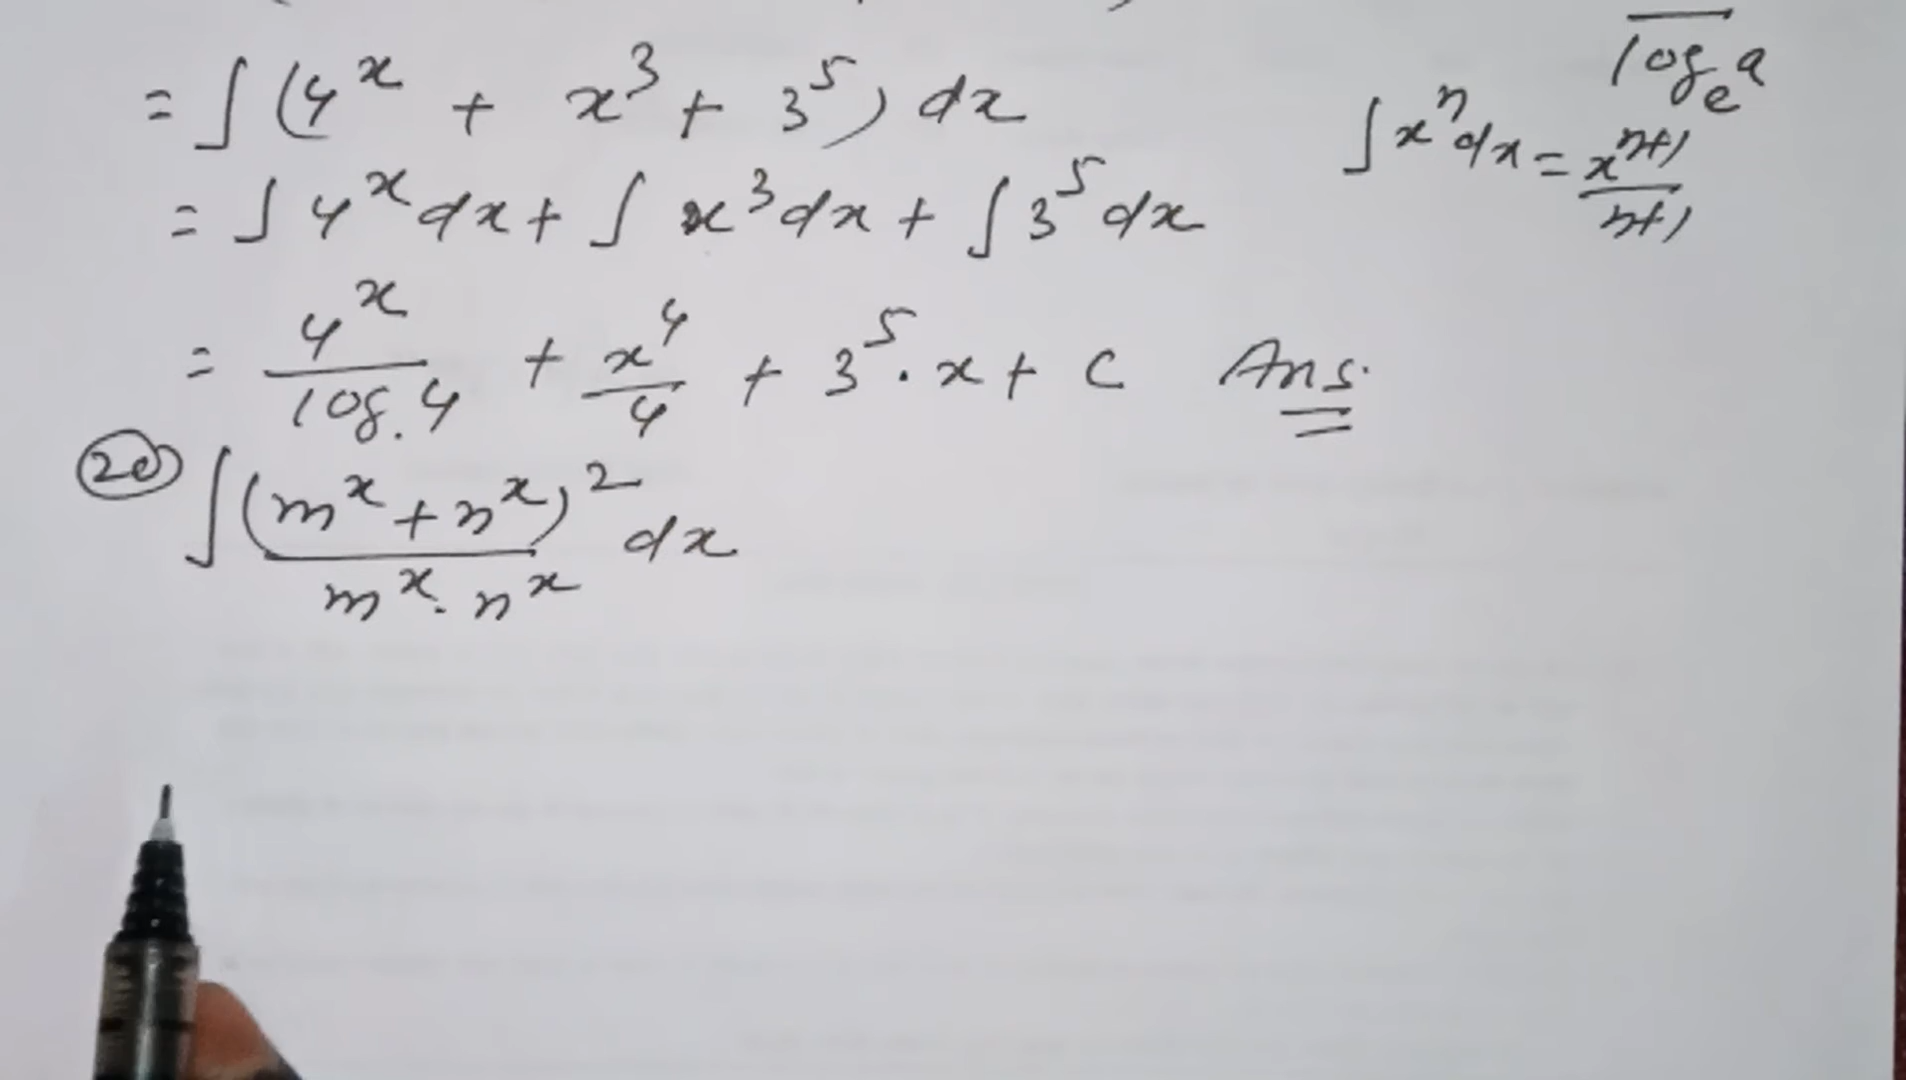 = ∫ (4^x + x^3 + 3^5) dx
= ∫ 4^x dx + ∫ x^3 dx + ∫ 3^5 dx
= 4^x / log.4 + x^4 / 4 + 3^5 . x + C Ans.
(20) ∫ (m^x + n^x)^2 / m^x . n^x dx
log_e a
∫ x^n dx = x^(n+1) / n+1